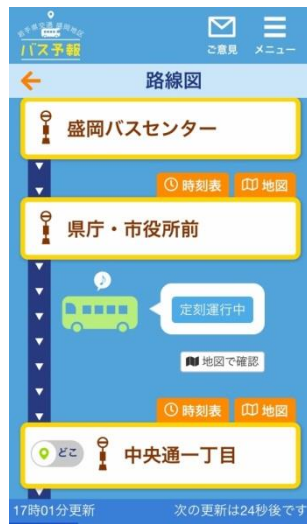 岩手県交通 盛岡地区
バス予報
ご意見
メニュー
路線図
盛岡バスセンター
時刻表
地図
県庁・市役所前
定刻運行中
地図で確認
時刻表
地図
どこ
中央通一丁目
17時01分更新
次の更新は24秒後です